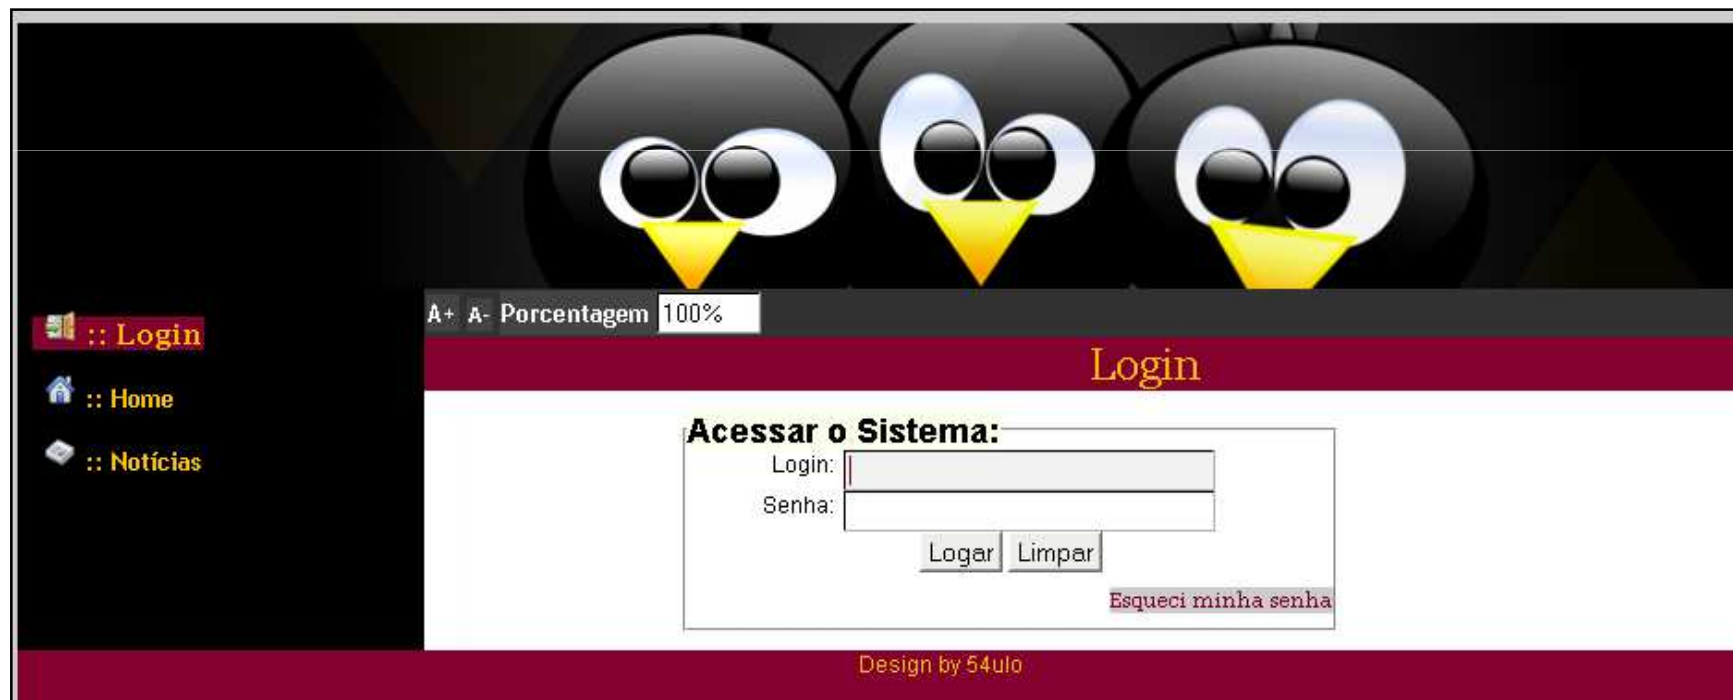 :: Login
:: Home
:: Notícias
A+ A- Porcentagem 100%
Login
Acessar o Sistema:
Login:
Senha:
Logar Limpar
Esqueci minha senha
Design by 54ulo